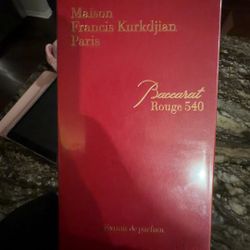 Maison
Francis Kurkdjian
Paris
Baccarat
Rouge 540
Extrait de parfum